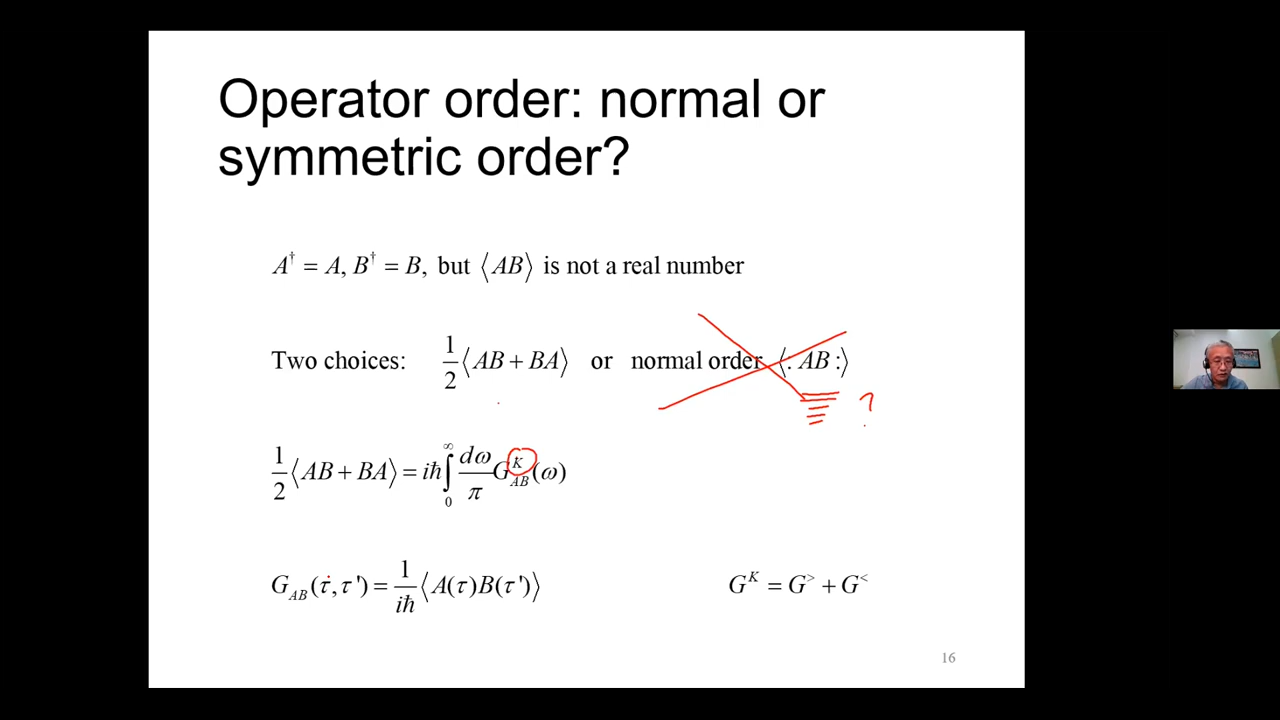 Operator order: normal or
symmetric order?
A† = A, B† = B, but ⟨AB⟩ is not a real number
Two choices: 1/2 ⟨AB + BA⟩ or normal order ⟨: AB :⟩
?
1/2 ⟨AB + BA⟩ = iℏ ∫₀^∞ dω/π G_AB^K (ω)
G_AB (τ, τ') = 1/iℏ ⟨A(τ)B(τ')⟩ G^K = G^> + G^<
16